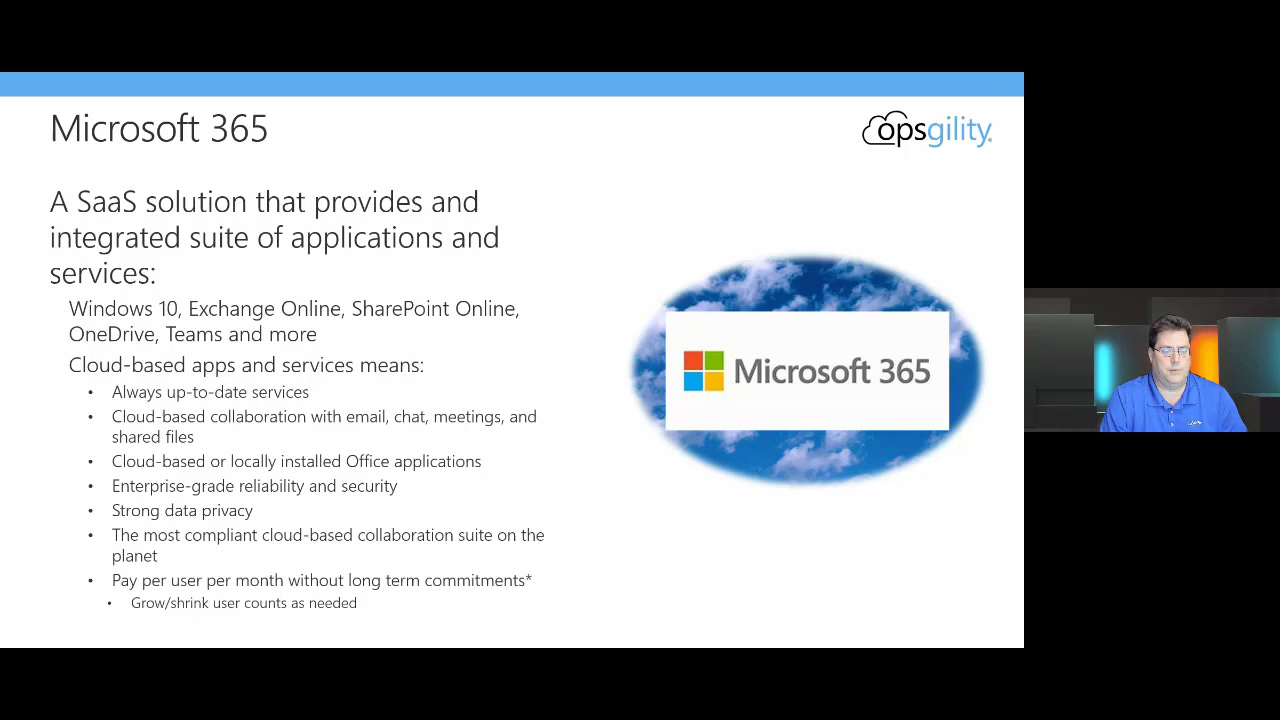 Microsoft 365
opsgility
A SaaS solution that provides and
integrated suite of applications and
services:
Windows 10, Exchange Online, SharePoint Online,
OneDrive, Teams and more
Cloud-based apps and services means:
• Always up-to-date services
• Cloud-based collaboration with email, chat, meetings, and
shared files
• Cloud-based or locally installed Office applications
• Enterprise-grade reliability and security
• Strong data privacy
• The most compliant cloud-based collaboration suite on the
planet
• Pay per user per month without long term commitments*
• Grow/shrink user counts as needed
Microsoft 365